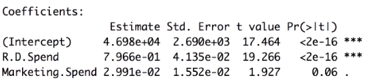 Coefficients:
Estimate Std. Error t value Pr(>|t|)
(Intercept) 4.698e+04 2.690e+03 17.464 <2e-16 ***
R.D.Spend 7.966e-01 4.135e-02 19.266 <2e-16 ***
Marketing.Spend 2.991e-02 1.552e-02 1.927 0.06 .